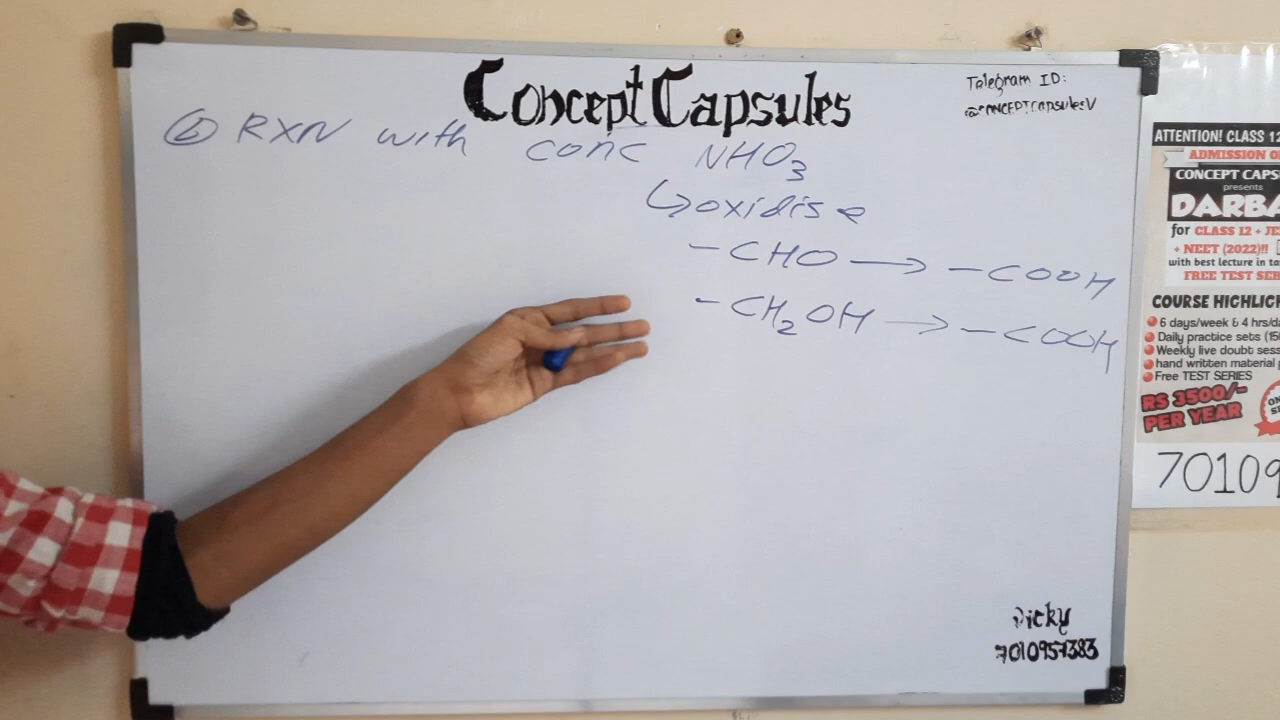 Concept Capsules
Telegram ID:
@CONCEPTCapsulesV
6 RXN with conc NHO3
↳oxidise
-CHO → -COOH
-CH2OH → -COOH
Vicky
7010957383
ATTENTION! CLASS 12
ADMISSION O
CONCEPT CAPS
presents
DARBA
for CLASS 12 + JE
+ NEET (2022)!!
with best lecture in ta
FREE TEST SER
COURSE HIGHLIGH
6 days/week & 4 hrs/da
Daily practice sets (15
Weekly live doubt sess
hand written material p
Free TEST SERIES
RS 3500/-
PER YEAR
70109